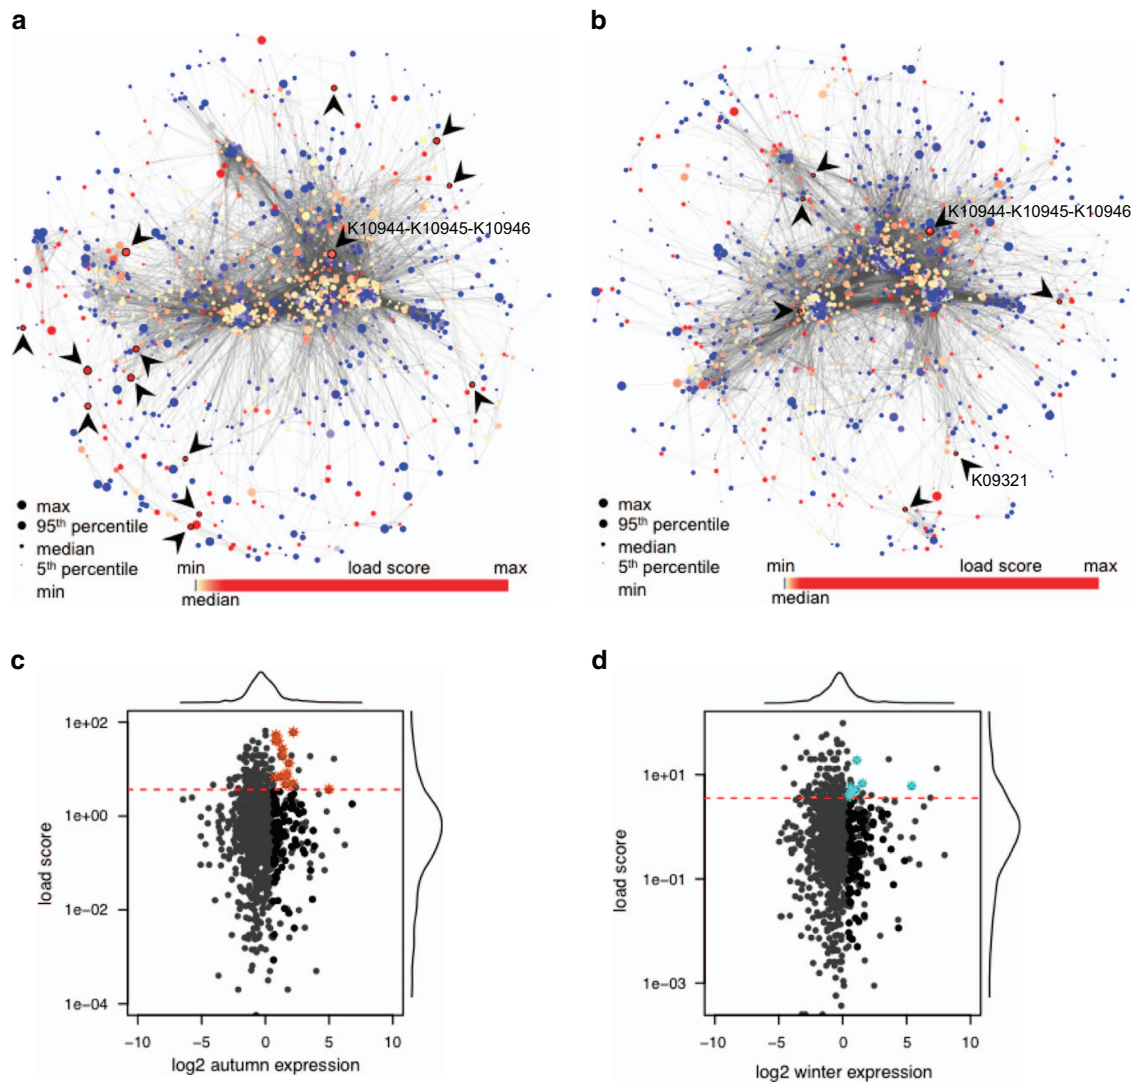 a
K10944-K10945-K10946
max
95th percentile
median
5th percentile
min
min
load score
max
median
b
K10944-K10945-K10946
K09321
max
95th percentile
median
5th percentile
min
min
load score
max
median
c
1e+02
1e+00
1e−02
1e−04
load score
−10
−5
0
5
10
log2 autumn expression
d
1e+01
1e−01
1e−03
load score
−10
−5
0
5
10
log2 winter expression